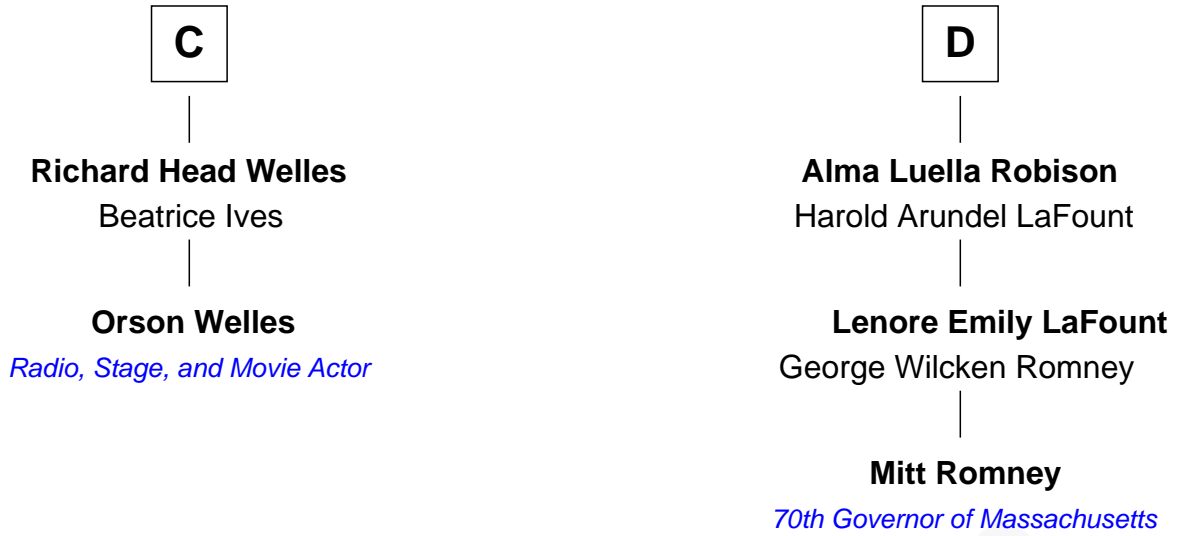 C
Richard Head Welles
Beatrice Ives
Orson Welles
Radio, Stage, and Movie Actor
D
Alma Luella Robison
Harold Arundel LaFount
Lenore Emily LaFount
George Wilcken Romney
Mitt Romney
70th Governor of Massachusetts